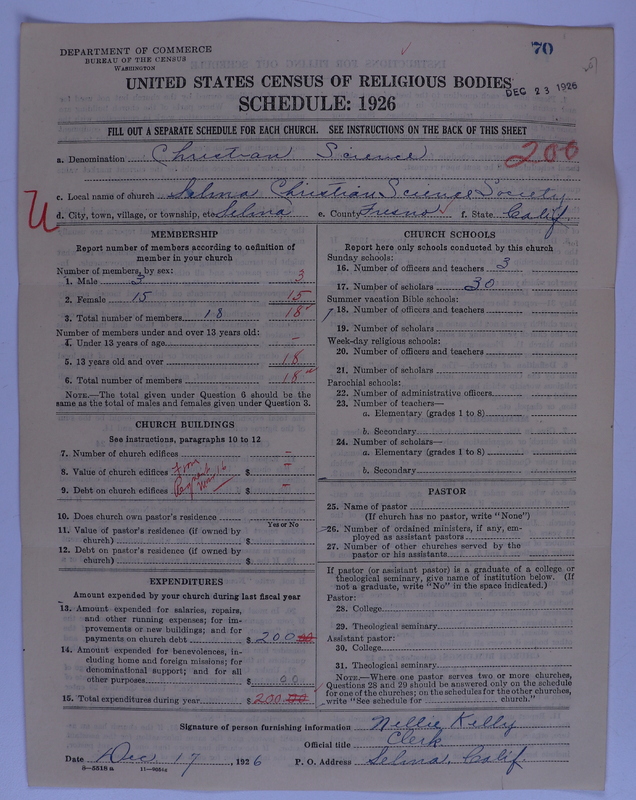 DEPARTMENT OF COMMERCE
BUREAU OF THE CENSUS
WASHINGTON
70
UNITED STATES CENSUS OF RELIGIOUS BODIES
DEC 23 1926
SCHEDULE: 1926
FILL OUT A SEPARATE SCHEDULE FOR EACH CHURCH. SEE INSTRUCTIONS ON THE BACK OF THIS SHEET
a. Denomination Christian Science 200
c. Local name of church Selma Christian Science Society
d. City, town, village, or township, etc Selma e. County Fresno f. State Calif
MEMBERSHIP
Report number of members according to definition of
member in your church
Number of members, by sex:
1. Male 3 3
2. Female 15 15
3. Total number of members 18 18
Number of members under and over 13 years old:
4. Under 13 years of age –
5. 13 years old and over 18
6. Total number of members 18
NOTE.—The total given under Question 6 should be the
same as the total of males and females given under Question 3.
CHURCH BUILDINGS
See instructions, paragraphs 10 to 12
7. Number of church edifices –
8. Value of church edifices $ –
9. Debt on church edifices $ –
10. Does church own pastor's residence
Yes or No
11. Value of pastor's residence (if owned by
church) $
12. Debt on pastor's residence (if owned by
church) $
EXPENDITURES
Amount expended by your church during last fiscal year
13. Amount expended for salaries, repairs,
and other running expenses; for im-
provements or new buildings; and for
payments on church debt $ 200 00
14. Amount expended for benevolences, in-
cluding home and foreign missions; for
denominational support; and for all
other purposes $ 00
15. Total expenditures during year $ 200 00
CHURCH SCHOOLS
Report here only schools conducted by this church
Sunday schools:
16. Number of officers and teachers 3
17. Number of scholars 30
Summer vacation Bible schools:
18. Number of officers and teachers
19. Number of scholars
Week-day religious schools:
20. Number of officers and teachers
21. Number of scholars
Parochial schools:
22. Number of administrative officers
23. Number of teachers—
a. Elementary (grades 1 to 8)
b. Secondary
24. Number of scholars—
a. Elementary (grades 1 to 8)
b. Secondary
PASTOR
25. Name of pastor
(If church has no pastor, write "None")
26. Number of ordained ministers, if any, em-
ployed as assistant pastors
27. Number of other churches served by the
pastor or his assistants
If pastor (or assistant pastor) is a graduate of a college or
theological seminary, give name of institution below. (If
not a graduate, write "No" in the space indicated.)
Pastor:
28. College
29. Theological seminary
Assistant pastor:
30. College
31. Theological seminary
NOTE.—Where one pastor serves two or more churches,
Questions 28 and 29 should be answered only on the schedule
for one of the churches; on the schedules for the other churches,
write "See schedule for church."
Signature of person furnishing information Nellie Kelly
Official title Clerk
Date Dec 17, 1926 P. O. Address Selma, Calif.
8—5518 a